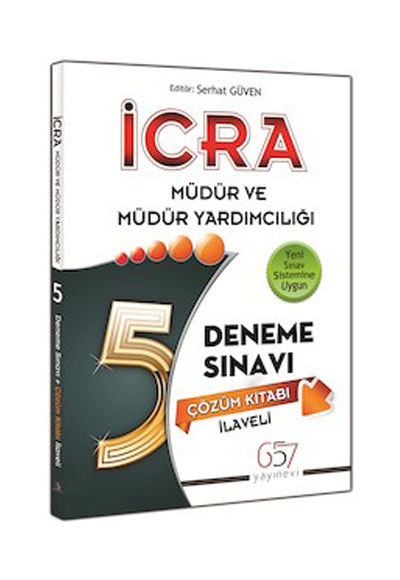 Editör: Serhat GÜVEN
İCRA
MÜDÜR VE
MÜDÜR YARDIMCILIĞI
Yeni
Sınav
Sistemine
Uygun
5
DENEME
SINAVI
ÇÖZÜM KİTABI
İLAVELİ
657
yayınevi
İCRA
MÜDÜR VE MÜDÜR YARDIMCILIĞI
5
Deneme Sınavı + Çözüm Kitabı İlaveli